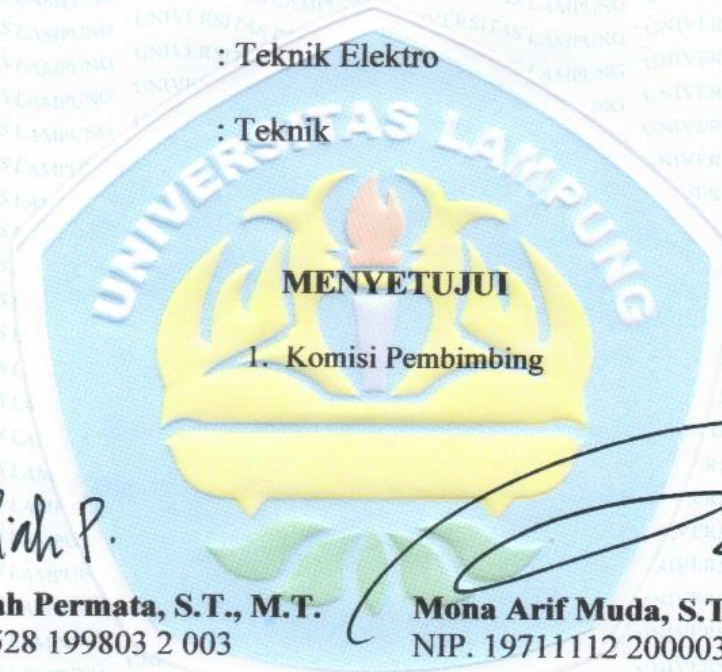 : Teknik Elektro
: Teknik
UNIVERSITAS LAMPUNG
MENYETUJUI
1. Komisi Pembimbing
iah P.
ah Permata, S.T., M.T. Mona Arif Muda, S.T
528 199803 2 003 NIP. 19711112 200003